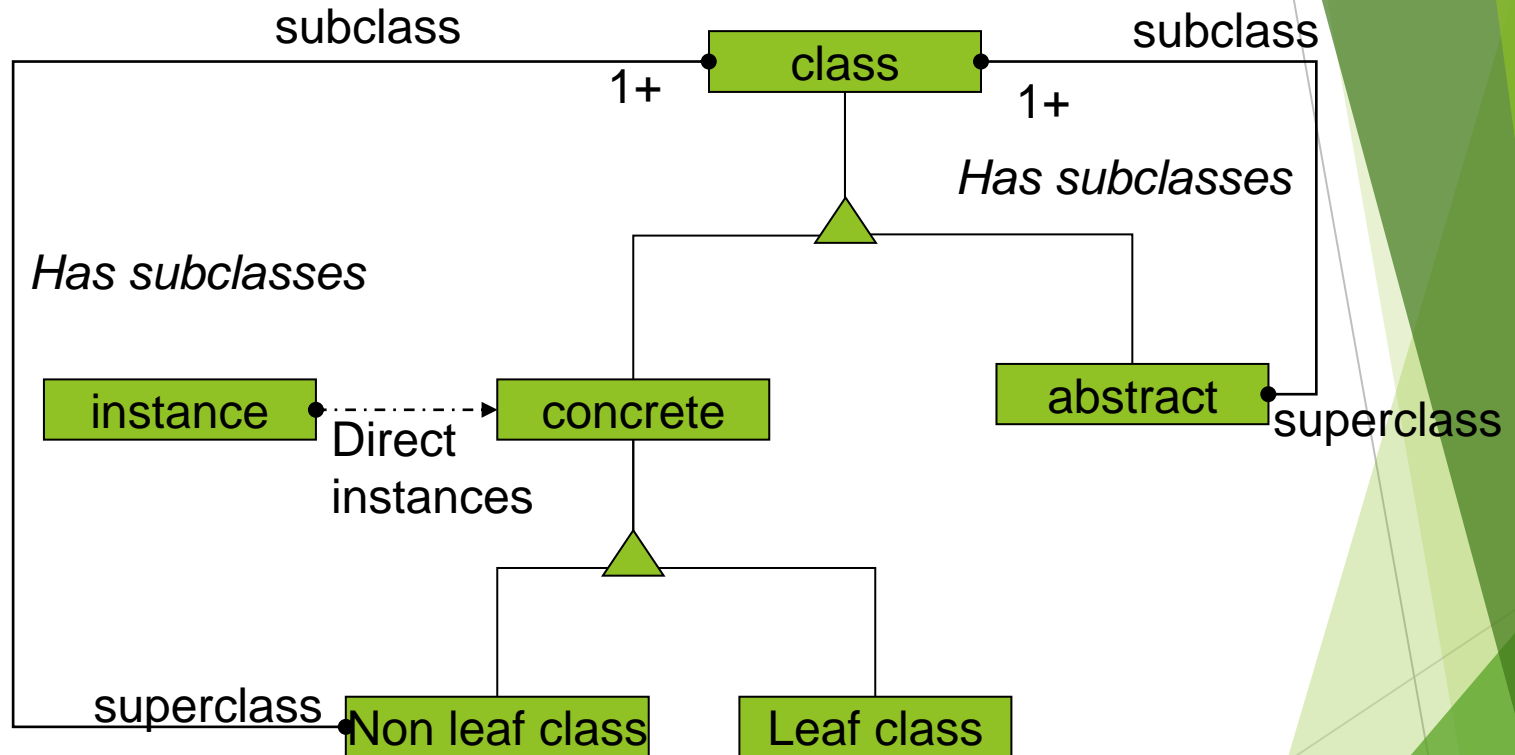 subclass
subclass
class
1+
1+
Has subclasses
Has subclasses
instance
concrete
abstract
superclass
Direct
instances
superclass
Non leaf class
Leaf class